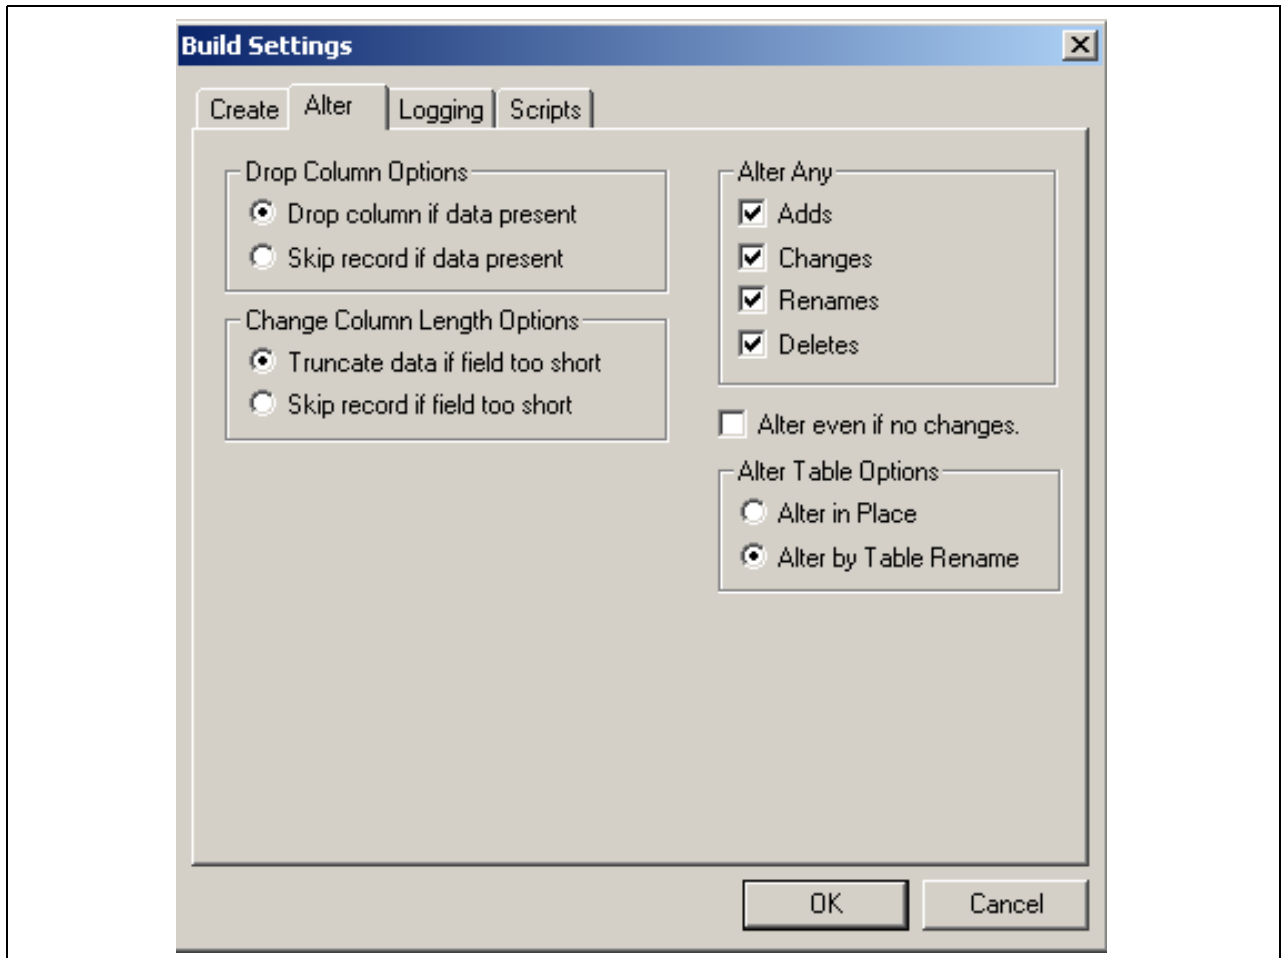 Build Settings
Create Alter Logging Scripts
Drop Column Options
Drop column if data present
Skip record if data present
Change Column Length Options
Truncate data if field too short
Skip record if field too short
Alter Any
Adds
Changes
Renames
Deletes
Alter even if no changes.
Alter Table Options
Alter in Place
Alter by Table Rename
OK Cancel